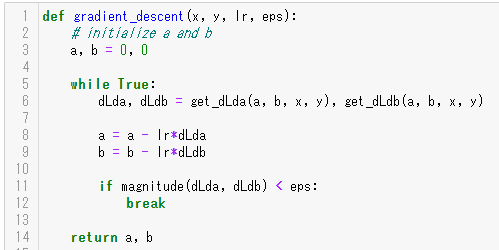 1 def gradient_descent(x, y, lr, eps):
2     # initialize a and b
3     a, b = 0, 0
4
5     while True:
6         dLda, dLdb = get_dLda(a, b, x, y), get_dLdb(a, b, x, y)
7
8         a = a - lr*dLda
9         b = b - lr*dLdb
10
11         if magnitude(dLda, dLdb) < eps:
12             break
13
14     return a, b